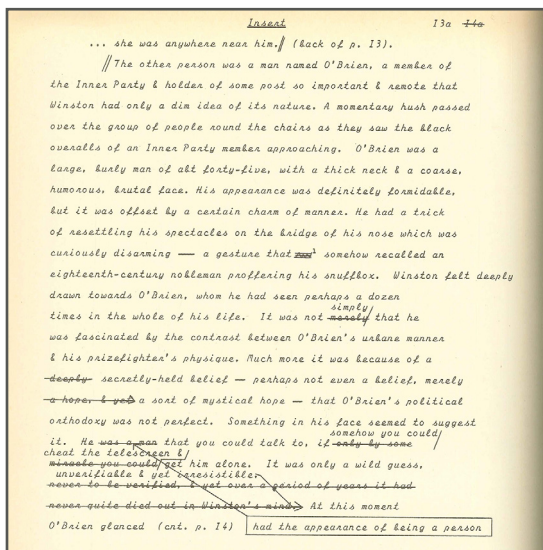 Insert I3a I4a
... she was anywhere near him.// (back of p. I3).
//The other person was a man named O'Brien, a member of
the Inner Party & holder of some post so important & remote that
Winston had only a dim idea of its nature. A momentary hush passed
over the group of people round the chairs as they saw the black
overalls of an Inner Party member approaching. O'Brien was a
large, burly man of abt forty-five, with a thick neck & a coarse,
humorous, brutal face. His appearance was definitely formidable,
but it was offset by a certain charm of manner. He had a trick
of resettling his spectacles on the bridge of his nose which was
curiously disarming — a gesture that ¹ somehow recalled an
eighteenth-century nobleman proffering his snuffbox. Winston felt deeply
drawn towards O'Brien, whom he had seen perhaps a dozen
simply/
times in the whole of his life. It was not merely that he
was fascinated by the contrast between O'Brien's urbane manner
& his prizefighter's physique. Much more it was because of a
deeply secretly-held belief — perhaps not even a belief, merely
a hope, & yet a sort of mystical hope — that O'Brien's political
orthodoxy was not perfect. Something in his face seemed to suggest
somehow you could/
it. He was a man that you could talk to, if only by some
cheat the telescreen &/
miracle you could get him alone. It was only a wild guess,
unverifiable & yet irresistible
never to be verified, & yet over a period of years it had
never quite died out in Winston's mind. At this moment
O'Brien glanced (cnt. p. I4) had the appearance of being a person